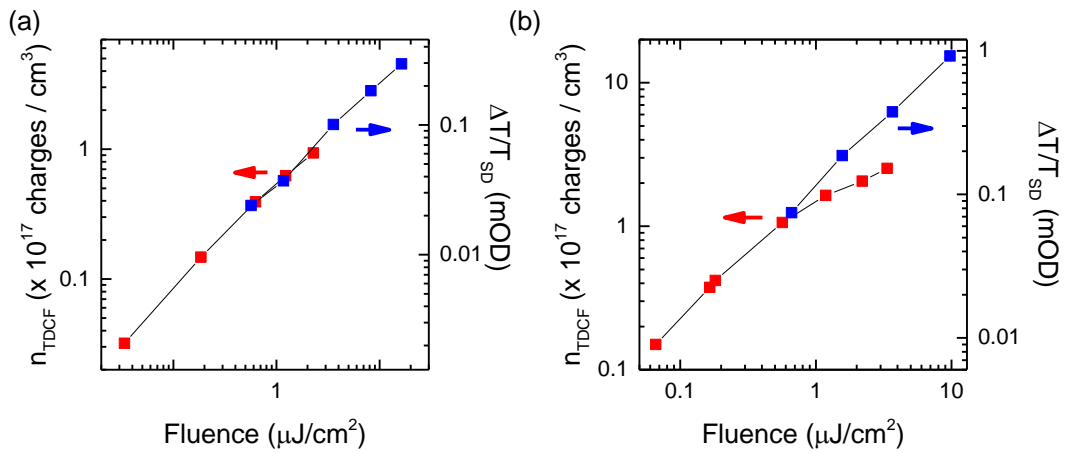 (a)
n_TDCF (x 10^17 charges / cm^3)
1
0.1
0.1
0.01
ΔT/T_SD (mOD)
1
Fluence (μJ/cm^2)
(b)
n_TDCF (x 10^17 charges / cm^3)
10
1
0.1
1
0.1
0.01
ΔT/T_SD (mOD)
0.1
1
10
Fluence (μJ/cm^2)